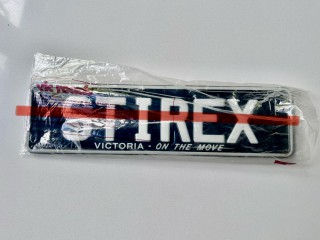 STIREX
VICTORIA - ON THE MOVE